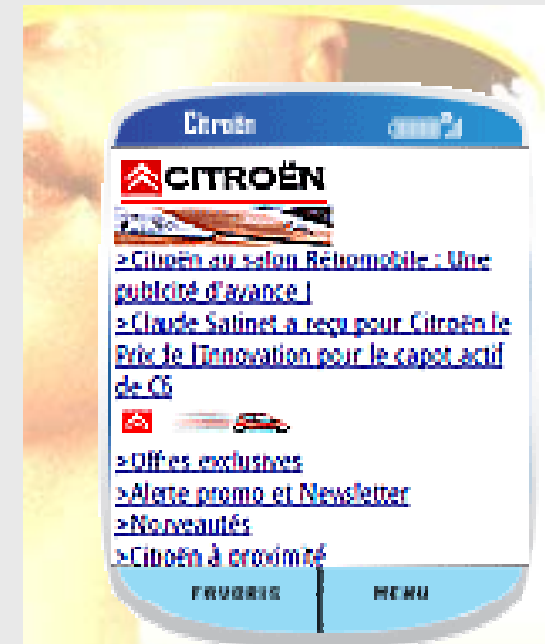 Citroën
CITROËN
>Citroën au salon Rétromobile : Une
publicité d'avance !
>Claude Satinet a reçu pour Citroën le
Prix de l'Innovation pour le capot actif
de C6
>Offres exclusives
>Alerte promo et Newsletter
>Nouveautés
>Citroën à proximité
FAVORIS MENU